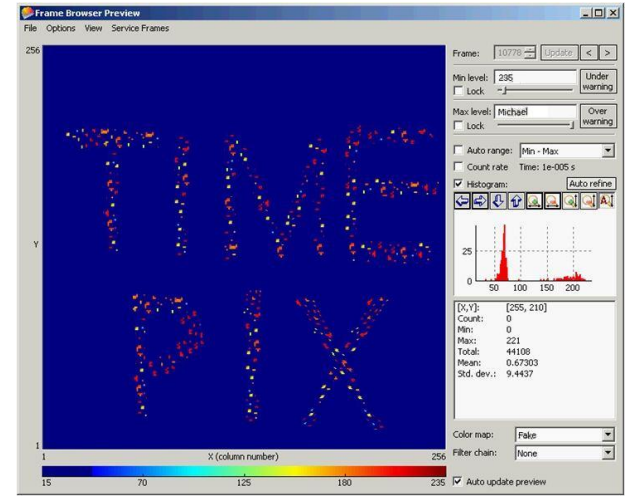 Frame Browser Preview
File Options View Service Frames
256
Y
1
TIME
PIX
1 X (column number) 256
15 70 125 180 235
Frame: 10778 Update < >
Min level: 235 Under warning
Lock
Max level: Michael Over warning
Lock
Auto range: Min - Max
Count rate Time: 1e-005 s
Histogram: Auto refine
25
0
50 100 150 200
[X,Y]: [255, 210]
Count: 0
Min: 0
Max: 221
Total: 44108
Mean: 0.67303
Std. dev.: 9.4437
Color map: Fake
Filter chain: None
Auto update preview